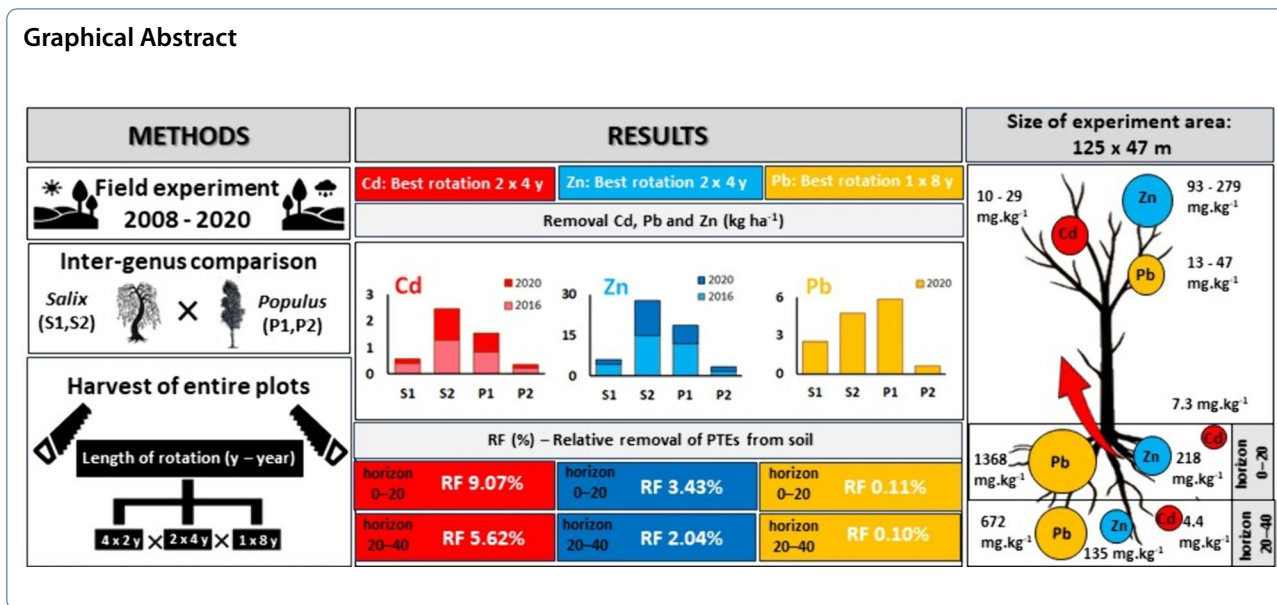 Graphical Abstract
METHODS
Field experiment
2008 - 2020
Inter-genus comparison
Salix
(S1,S2)
×
Populus
(P1,P2)
Harvest of entire plots
Length of rotation (y – year)
4 x 2 y × 2 x 4 y × 1 x 8 y
RESULTS
Cd: Best rotation 2 x 4 y
Zn: Best rotation 2 x 4 y
Pb: Best rotation 1 x 8 y
Removal Cd, Pb and Zn (kg ha⁻¹)
Cd
2020
2016
3
2
1
0
S1 S2 P1 P2
Zn
2020
2016
30
15
0
S1 S2 P1 P2
Pb
2020
6
3
0
S1 S2 P1 P2
RF (%) – Relative removal of PTEs from soil
horizon
0–20
RF 9.07%
horizon
0–20
RF 3.43%
horizon
0–20
RF 0.11%
horizon
20–40
RF 5.62%
horizon
20–40
RF 2.04%
horizon
20–40
RF 0.10%
Size of experiment area:
125 x 47 m
10 - 29
mg.kg⁻¹
Cd
Zn
93 - 279
mg.kg⁻¹
Pb
13 - 47
mg.kg⁻¹
7.3 mg.kg⁻¹
Cd
1368
mg.kg⁻¹
Pb
Zn
218
mg.kg⁻¹
horizon
0–20
672
mg.kg⁻¹
Pb
Zn
135 mg.kg⁻¹
Cd
4.4
mg.kg⁻¹
horizon
20–40